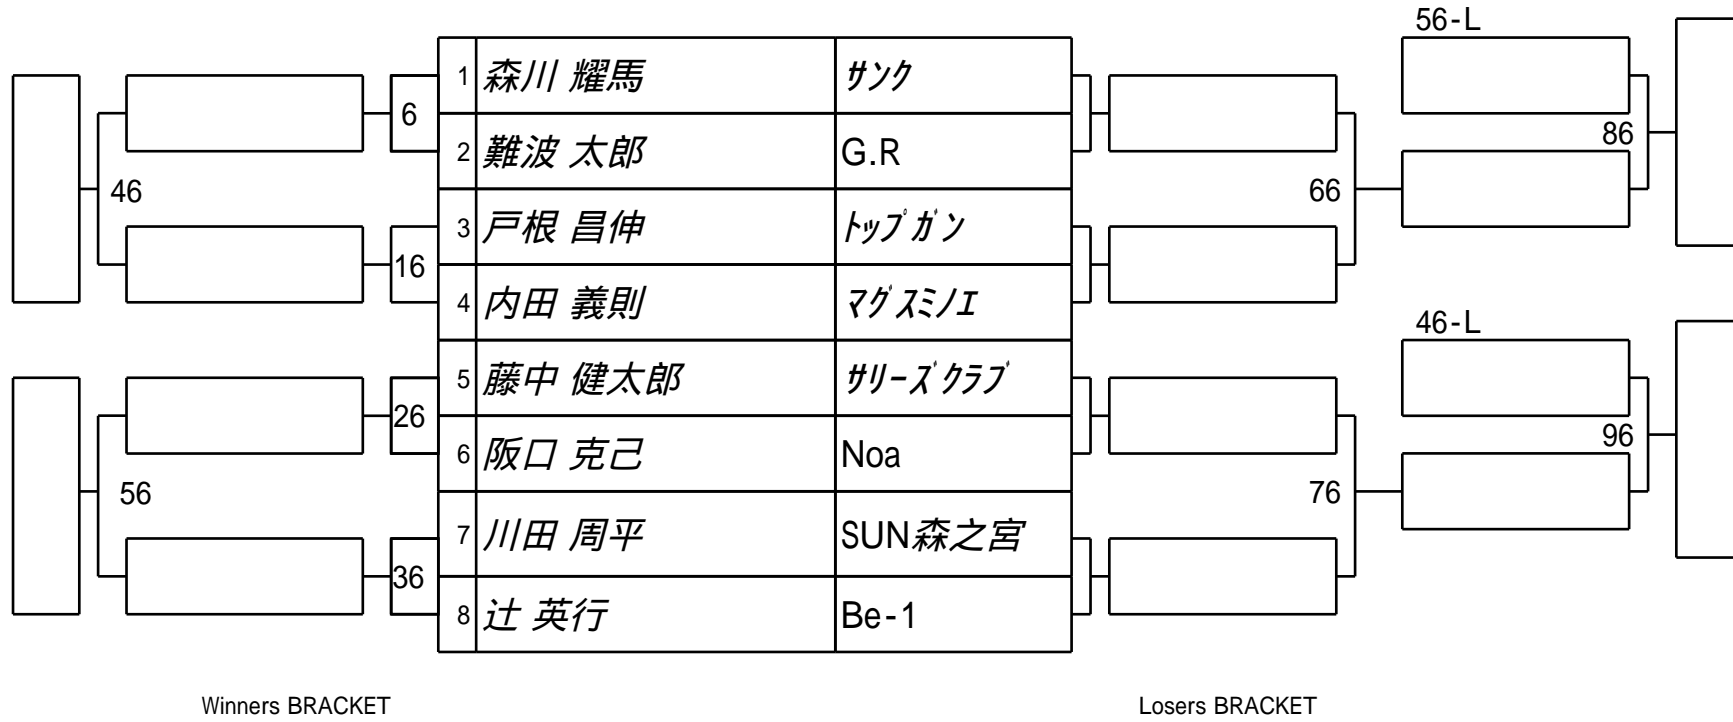 56-L
1 森川 耀馬 サンク
6
86
2 難波 太郎 G.R
46
66
3 戸根 昌伸 トップガン
16
4 内田 義則 マグスミノエ
46-L
5 藤中 健太郎 サリーズクラブ
26
96
6 阪口 克己 Noa
56
76
7 川田 周平 SUN森之宮
36
8 辻 英行 Be-1
Winners BRACKET
Losers BRACKET